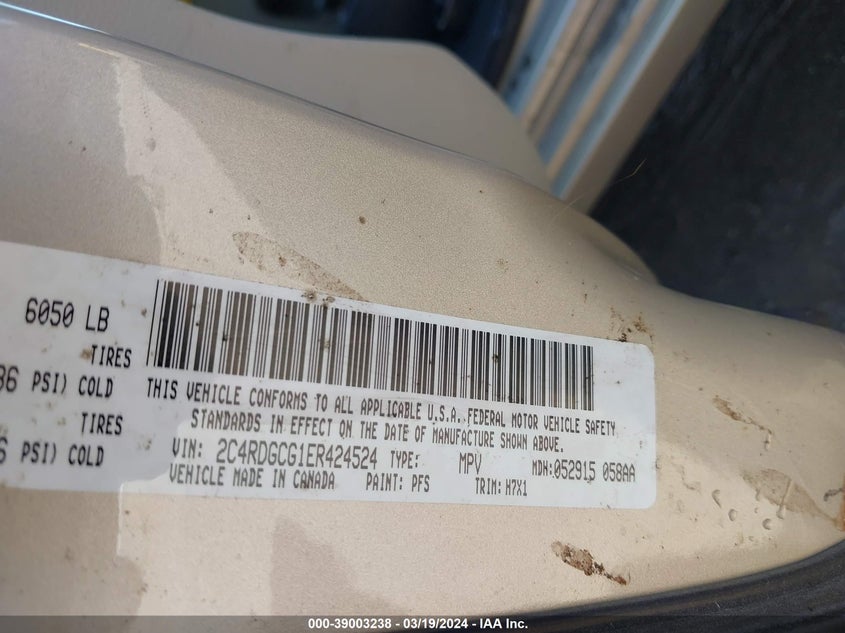 6050 LB
TIRES
PSI) COLD
TIRES
PSI) COLD
THIS VEHICLE CONFORMS TO ALL APPLICABLE U.S.A. FEDERAL MOTOR VEHICLE SAFETY
STANDARDS IN EFFECT ON THE DATE OF MANUFACTURE SHOWN ABOVE.
VIN: 2C4RDGCG1ER424524 TYPE: MPV MDH: 052915 058AA
VEHICLE MADE IN CANADA PAINT: PFS TRIM: H7X1
000-39003238 - 03/19/2024 - IAA Inc.